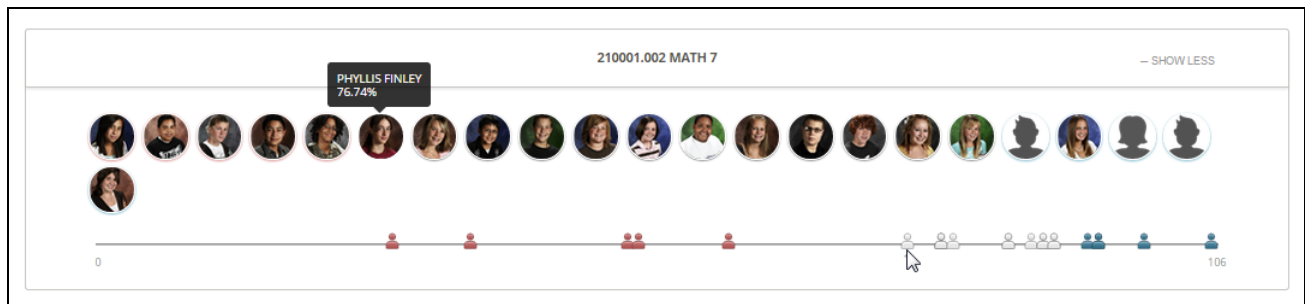 210001.002 MATH 7
— SHOW LESS
PHYLLIS FINLEY
76.74%
0
106